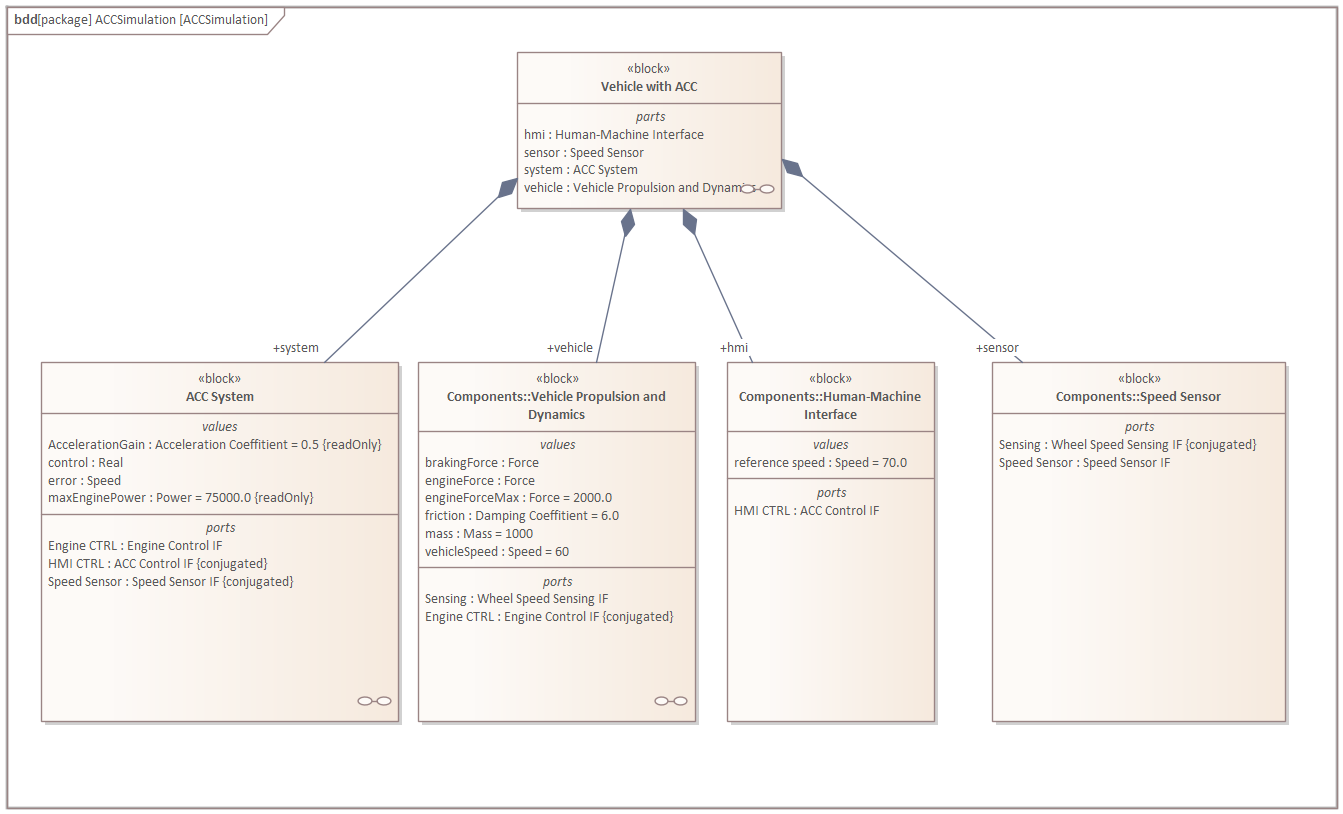 bdd[package] ACCSimulation [ACCSimulation]
«block»
Vehicle with ACC
parts
hmi : Human-Machine Interface
sensor : Speed Sensor
system : ACC System
vehicle : Vehicle Propulsion and Dynamics
+system
+vehicle
+hmi
+sensor
«block»
ACC System
values
AccelerationGain : Acceleration Coeffitient = 0.5 {readOnly}
control : Real
error : Speed
maxEnginePower : Power = 75000.0 {readOnly}
ports
Engine CTRL : Engine Control IF
HMI CTRL : ACC Control IF {conjugated}
Speed Sensor : Speed Sensor IF {conjugated}
«block»
Components::Vehicle Propulsion and
Dynamics
values
brakingForce : Force
engineForce : Force
engineForceMax : Force = 2000.0
friction : Damping Coeffitient = 6.0
mass : Mass = 1000
vehicleSpeed : Speed = 60
ports
Sensing : Wheel Speed Sensing IF
Engine CTRL : Engine Control IF {conjugated}
«block»
Components::Human-Machine
Interface
values
reference speed : Speed = 70.0
ports
HMI CTRL : ACC Control IF
«block»
Components::Speed Sensor
ports
Sensing : Wheel Speed Sensing IF {conjugated}
Speed Sensor : Speed Sensor IF